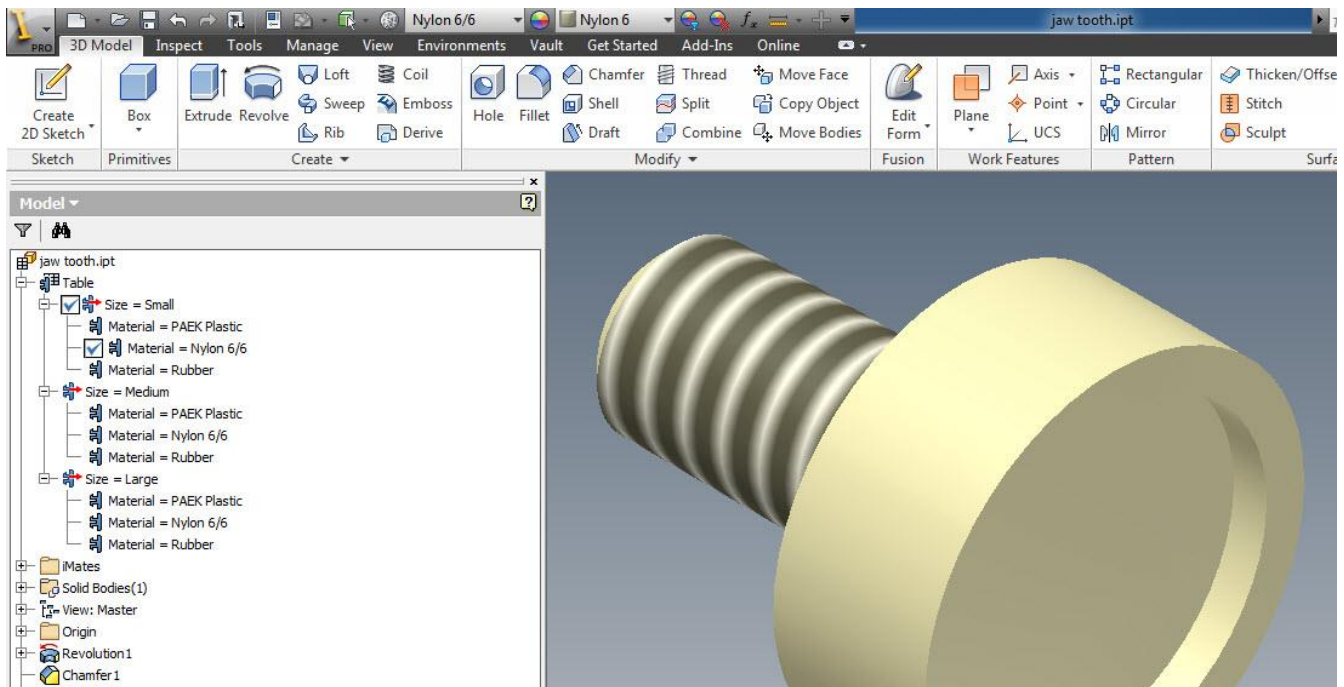 Nylon 6/6 Nylon 6 fx jaw tooth.ipt
PRO 3D Model Inspect Tools Manage View Environments Vault Get Started Add-Ins Online
Loft Coil Chamfer Thread Move Face Axis Rectangular Thicken/Offse
Sweep Emboss Shell Split Copy Object Point Circular Stitch
Create 2D Sketch Box Extrude Revolve Rib Derive Hole Fillet Draft Combine Move Bodies Edit Form Plane UCS Mirror Sculpt
Sketch Primitives Create Modify Fusion Work Features Pattern Surfa
Model
jaw tooth.ipt
Table
Size = Small
Material = PAEK Plastic
Material = Nylon 6/6
Material = Rubber
Size = Medium
Material = PAEK Plastic
Material = Nylon 6/6
Material = Rubber
Size = Large
Material = PAEK Plastic
Material = Nylon 6/6
Material = Rubber
iMates
Solid Bodies(1)
View: Master
Origin
Revolution1
Chamfer1